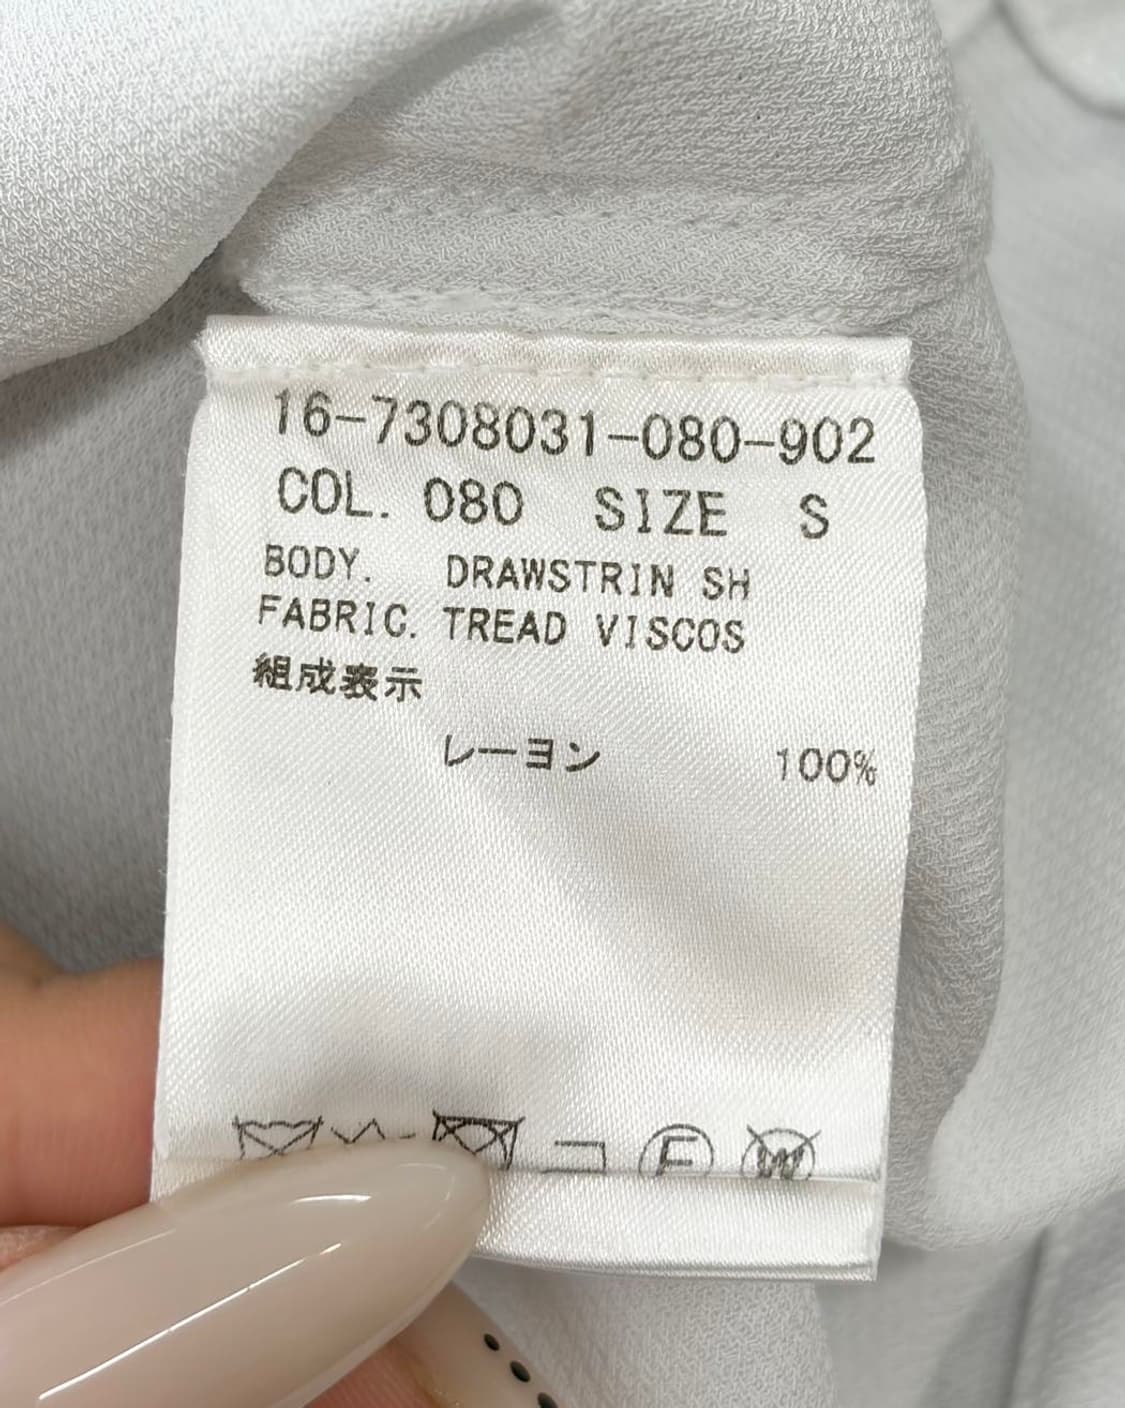 16-7308031-080-902
COL. 080 SIZE S
BODY. DRAWSTRIN SH
FABRIC. TREAD VISCOS
組成表示
レーヨン 100%
F W